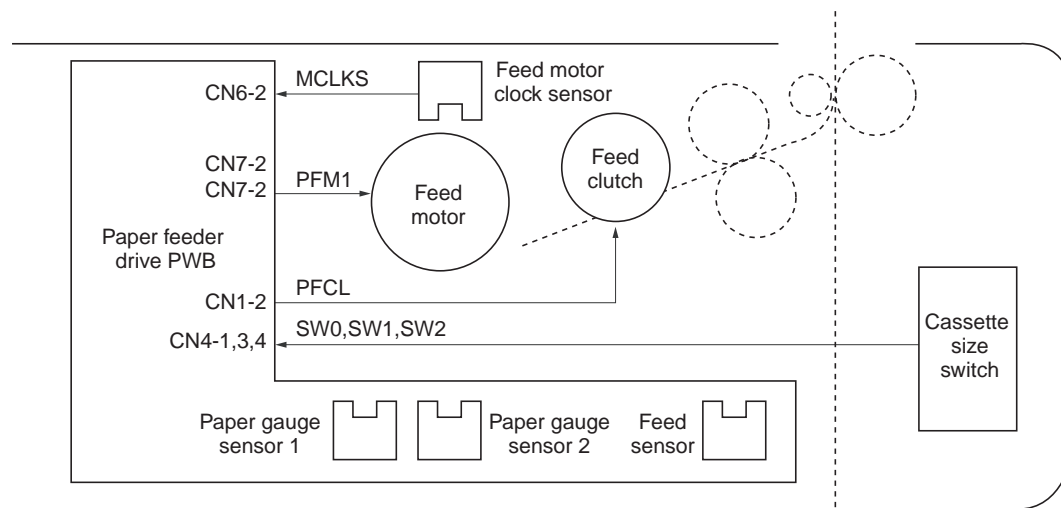 MCLKS
CN6-2
Feed motor
clock sensor
CN7-2
CN7-2
PFM1
Feed
motor
Feed
clutch
Paper feeder
drive PWB
CN1-2
PFCL
CN4-1,3,4
SW0,SW1,SW2
Cassette
size
switch
Paper gauge
sensor 1
Paper gauge
sensor 2
Feed
sensor